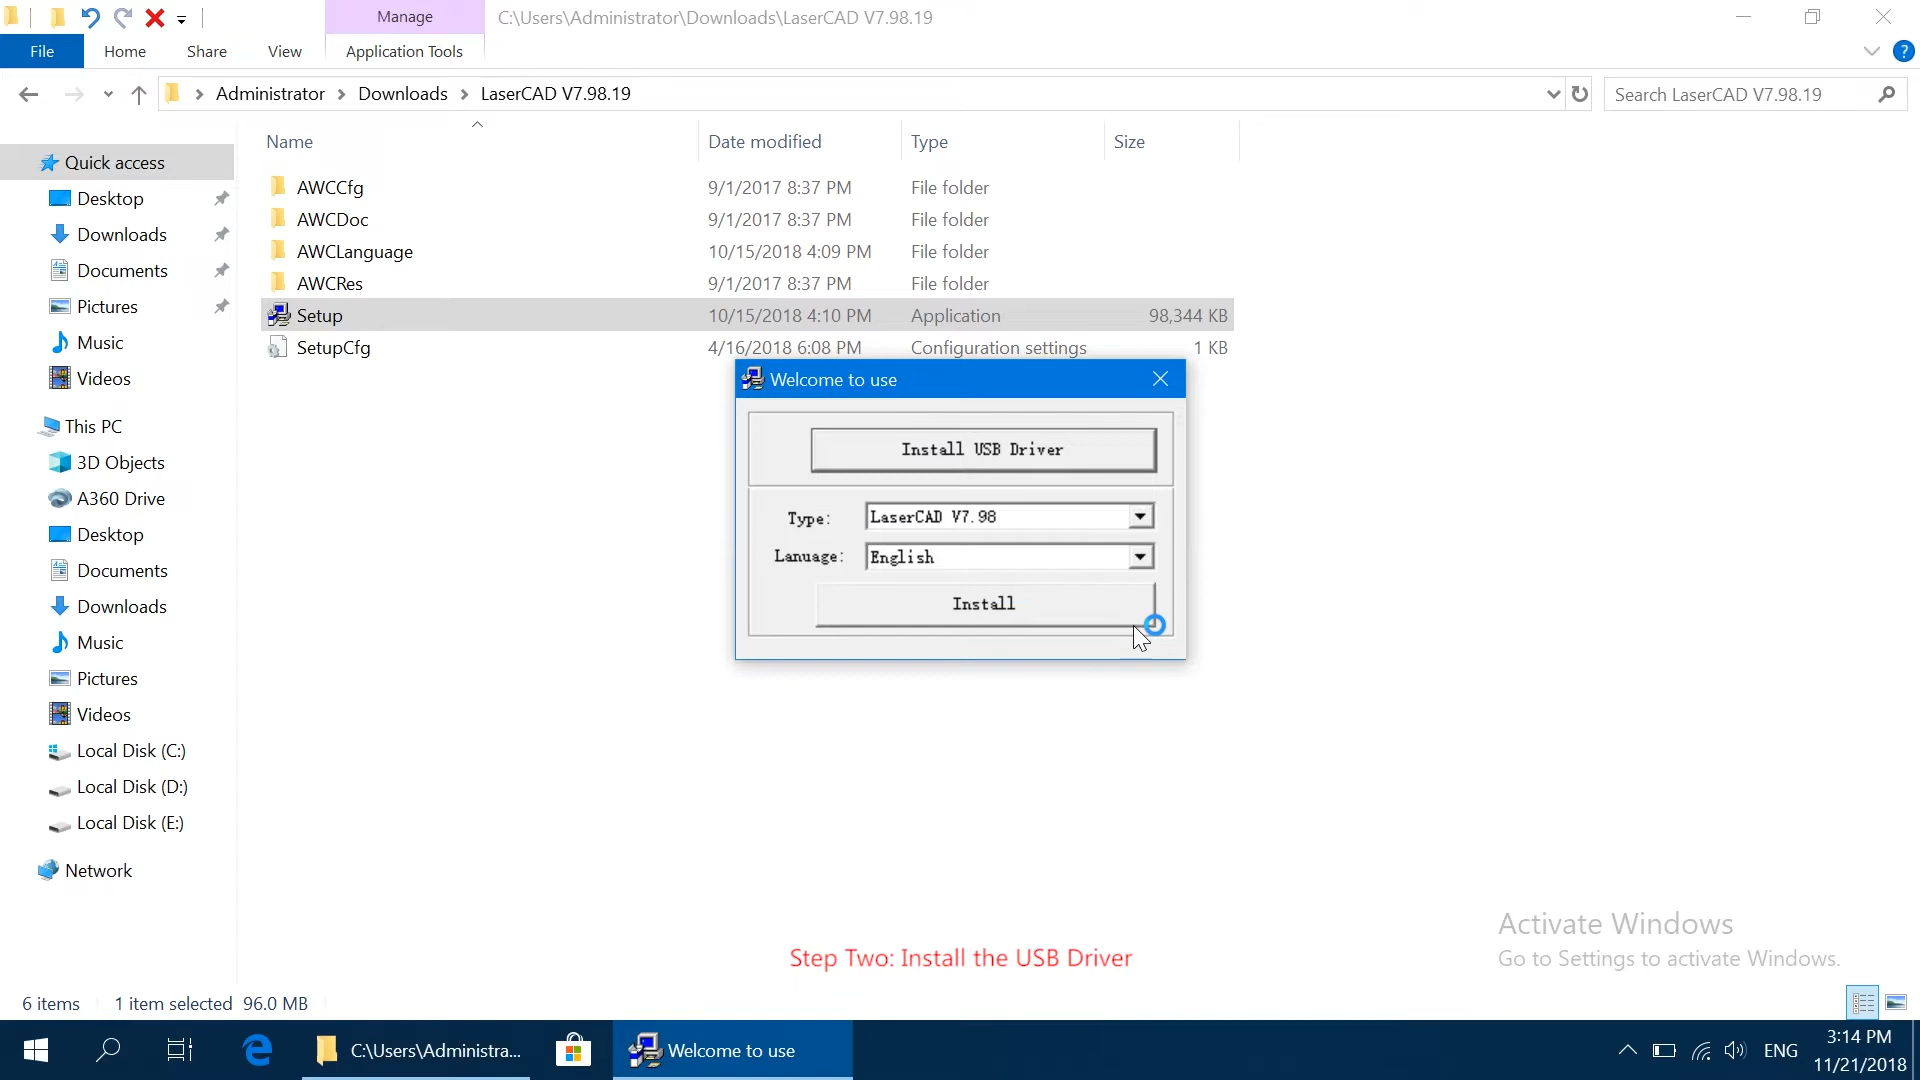 Manage
C:\Users\Administrator\Downloads\LaserCAD V7.98.19
File
Home
Share
View
Application Tools
Administrator
Downloads
LaserCAD V7.98.19
Search LaserCAD V7.98.19
Name
Date modified
Type
Size
Quick access
Desktop
Downloads
Documents
Pictures
Music
Videos
This PC
3D Objects
A360 Drive
Desktop
Documents
Downloads
Music
Pictures
Videos
Local Disk (C:)
Local Disk (D:)
Local Disk (E:)
Network
AWCCfg 9/1/2017 8:37 PM File folder
AWCDoc 9/1/2017 8:37 PM File folder
AWCLanguage 10/15/2018 4:09 PM File folder
AWCRes 9/1/2017 8:37 PM File folder
Setup 10/15/2018 4:10 PM Application 98,344 KB
SetupCfg 4/16/2018 6:08 PM Configuration settings 1 KB
Welcome to use
Install USB Driver
Type: LaserCAD V7.98
Lanuage: English
Install
Step Two: Install the USB Driver
Activate Windows
Go to Settings to activate Windows.
6 items 1 item selected 96.0 MB
C:\Users\Administra...
Welcome to use
ENG
3:14 PM
11/21/2018